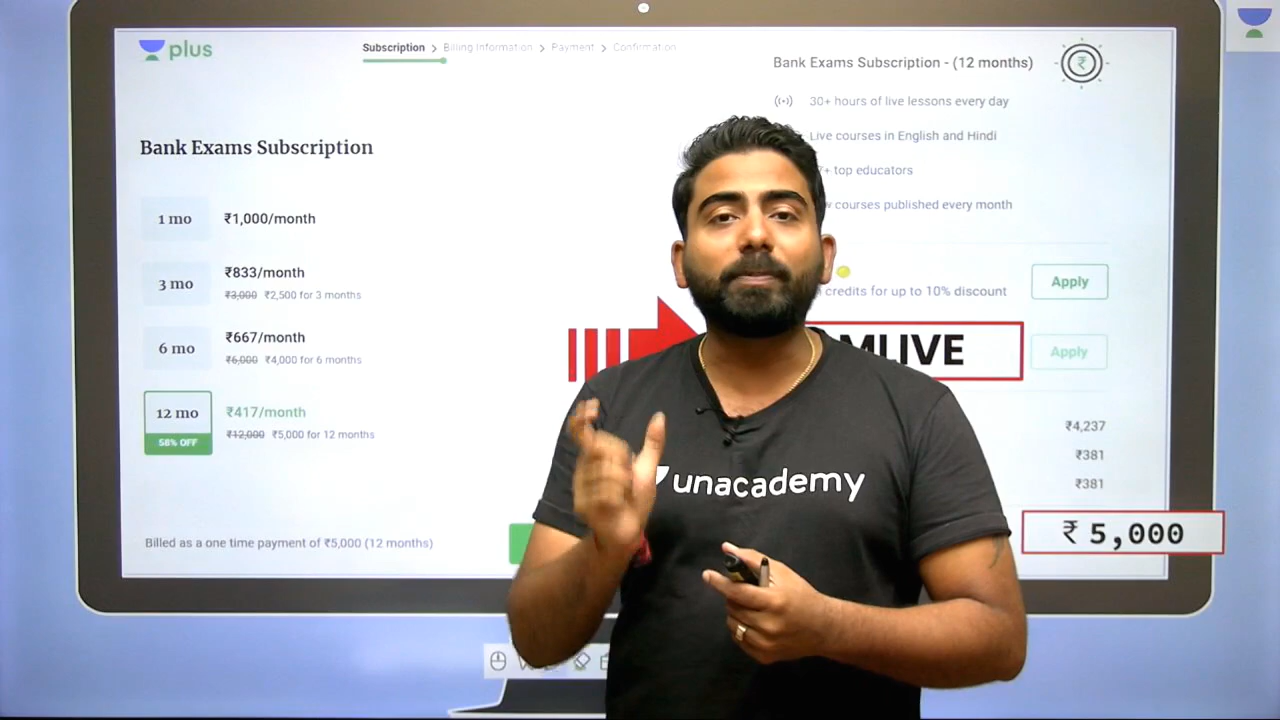 plus
Subscription > Billing Information > Payment > Confirmation
Bank Exams Subscription - (12 months)
30+ hours of live lessons every day
Live courses in English and Hindi
top educators
courses published every month
credits for up to 10% discount
Apply
MLIVE
Apply
₹4,237
₹381
₹381
₹ 5,000
Bank Exams Subscription
1 mo ₹1,000/month
3 mo ₹833/month
₹3,000 ₹2,500 for 3 months
6 mo ₹667/month
₹6,000 ₹4,000 for 6 months
12 mo ₹417/month
58% OFF ₹12,000 ₹5,000 for 12 months
Billed as a one time payment of ₹5,000 (12 months)
unacademy